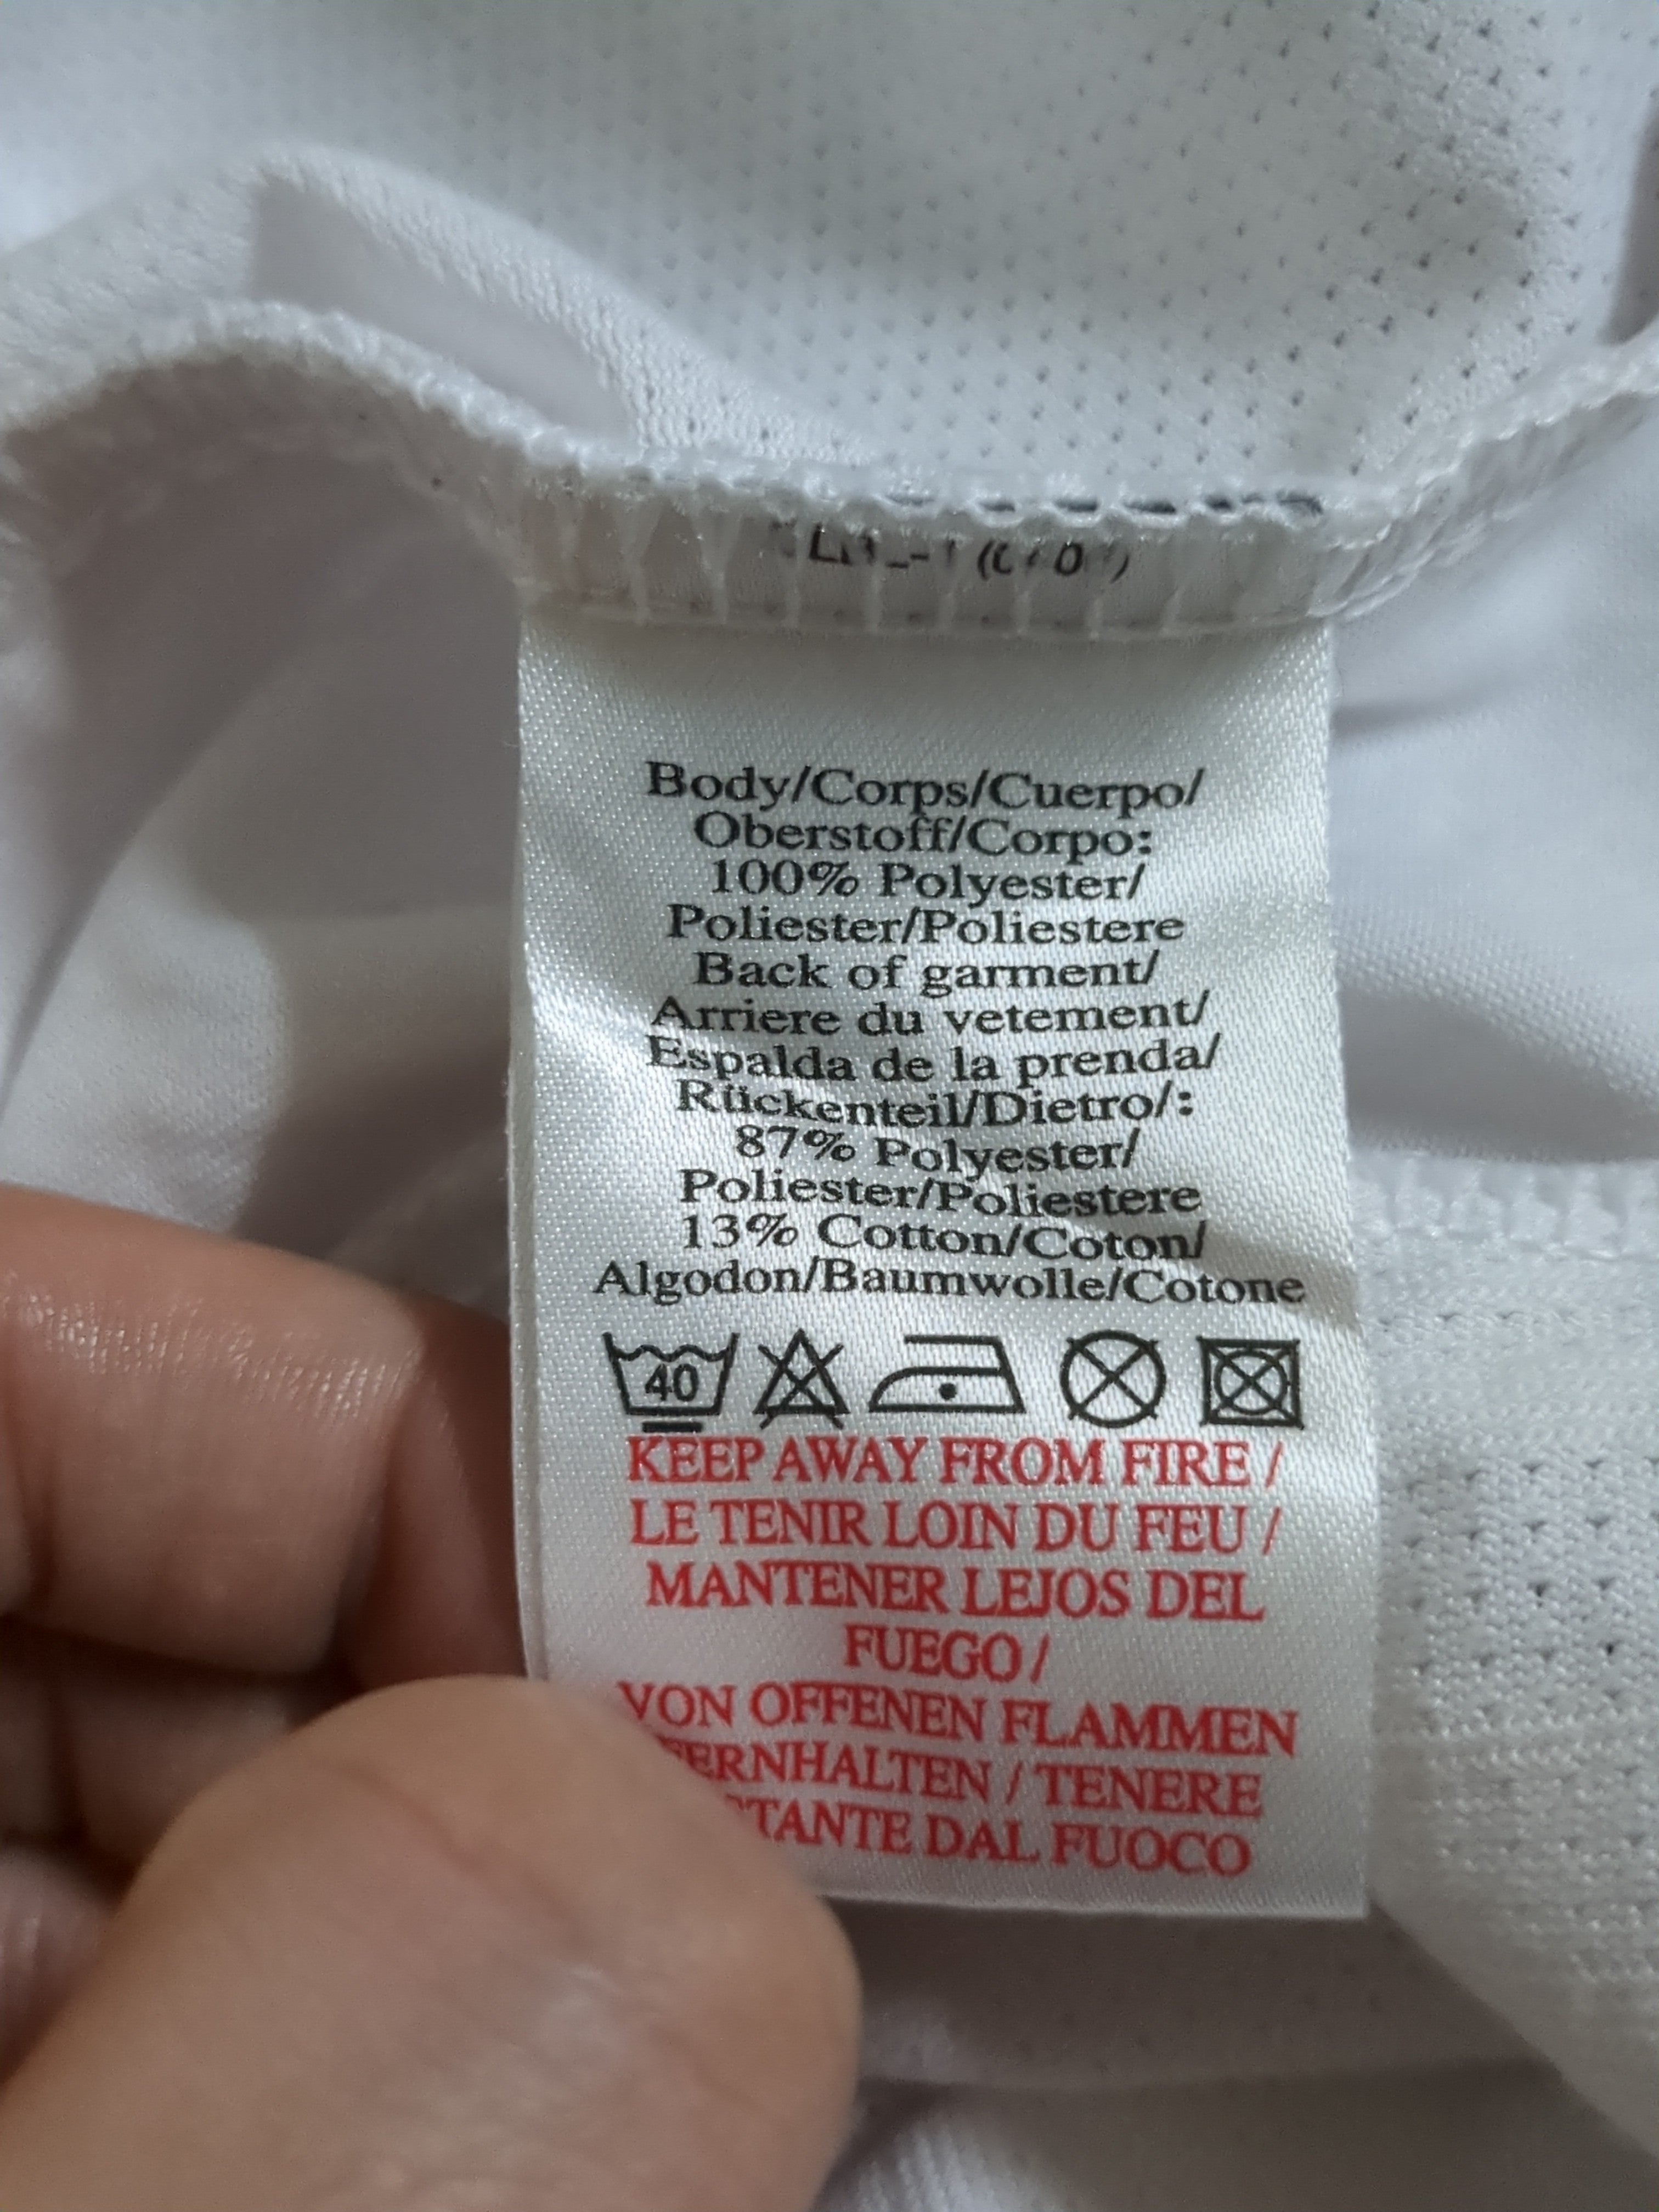 Body/Corps/Cuerpo/
Oberstoff/Corpo:
100% Polyester/
Poliester/Poliestere
Back of garment/
Arriere du vetement/
Espalda de la prenda/
Rückenteil/Dietro/:
87% Polyester/
Poliester/Poliestere
13% Cotton/Coton/
Algodon/Baumwolle/Cotone
40
KEEP AWAY FROM FIRE /
LE TENIR LOIN DU FEU /
MANTENER LEJOS DEL
FUEGO /
VON OFFENEN FLAMMEN
/ TENERE
DAL FUOCO